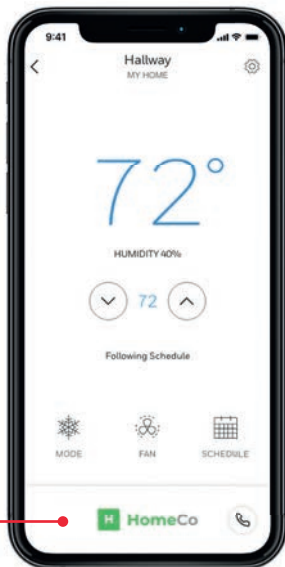 9:41
Hallway
MY HOME
72°
HUMIDITY 40%
72
Following Schedule
MODE FAN SCHEDULE
H HomeCo